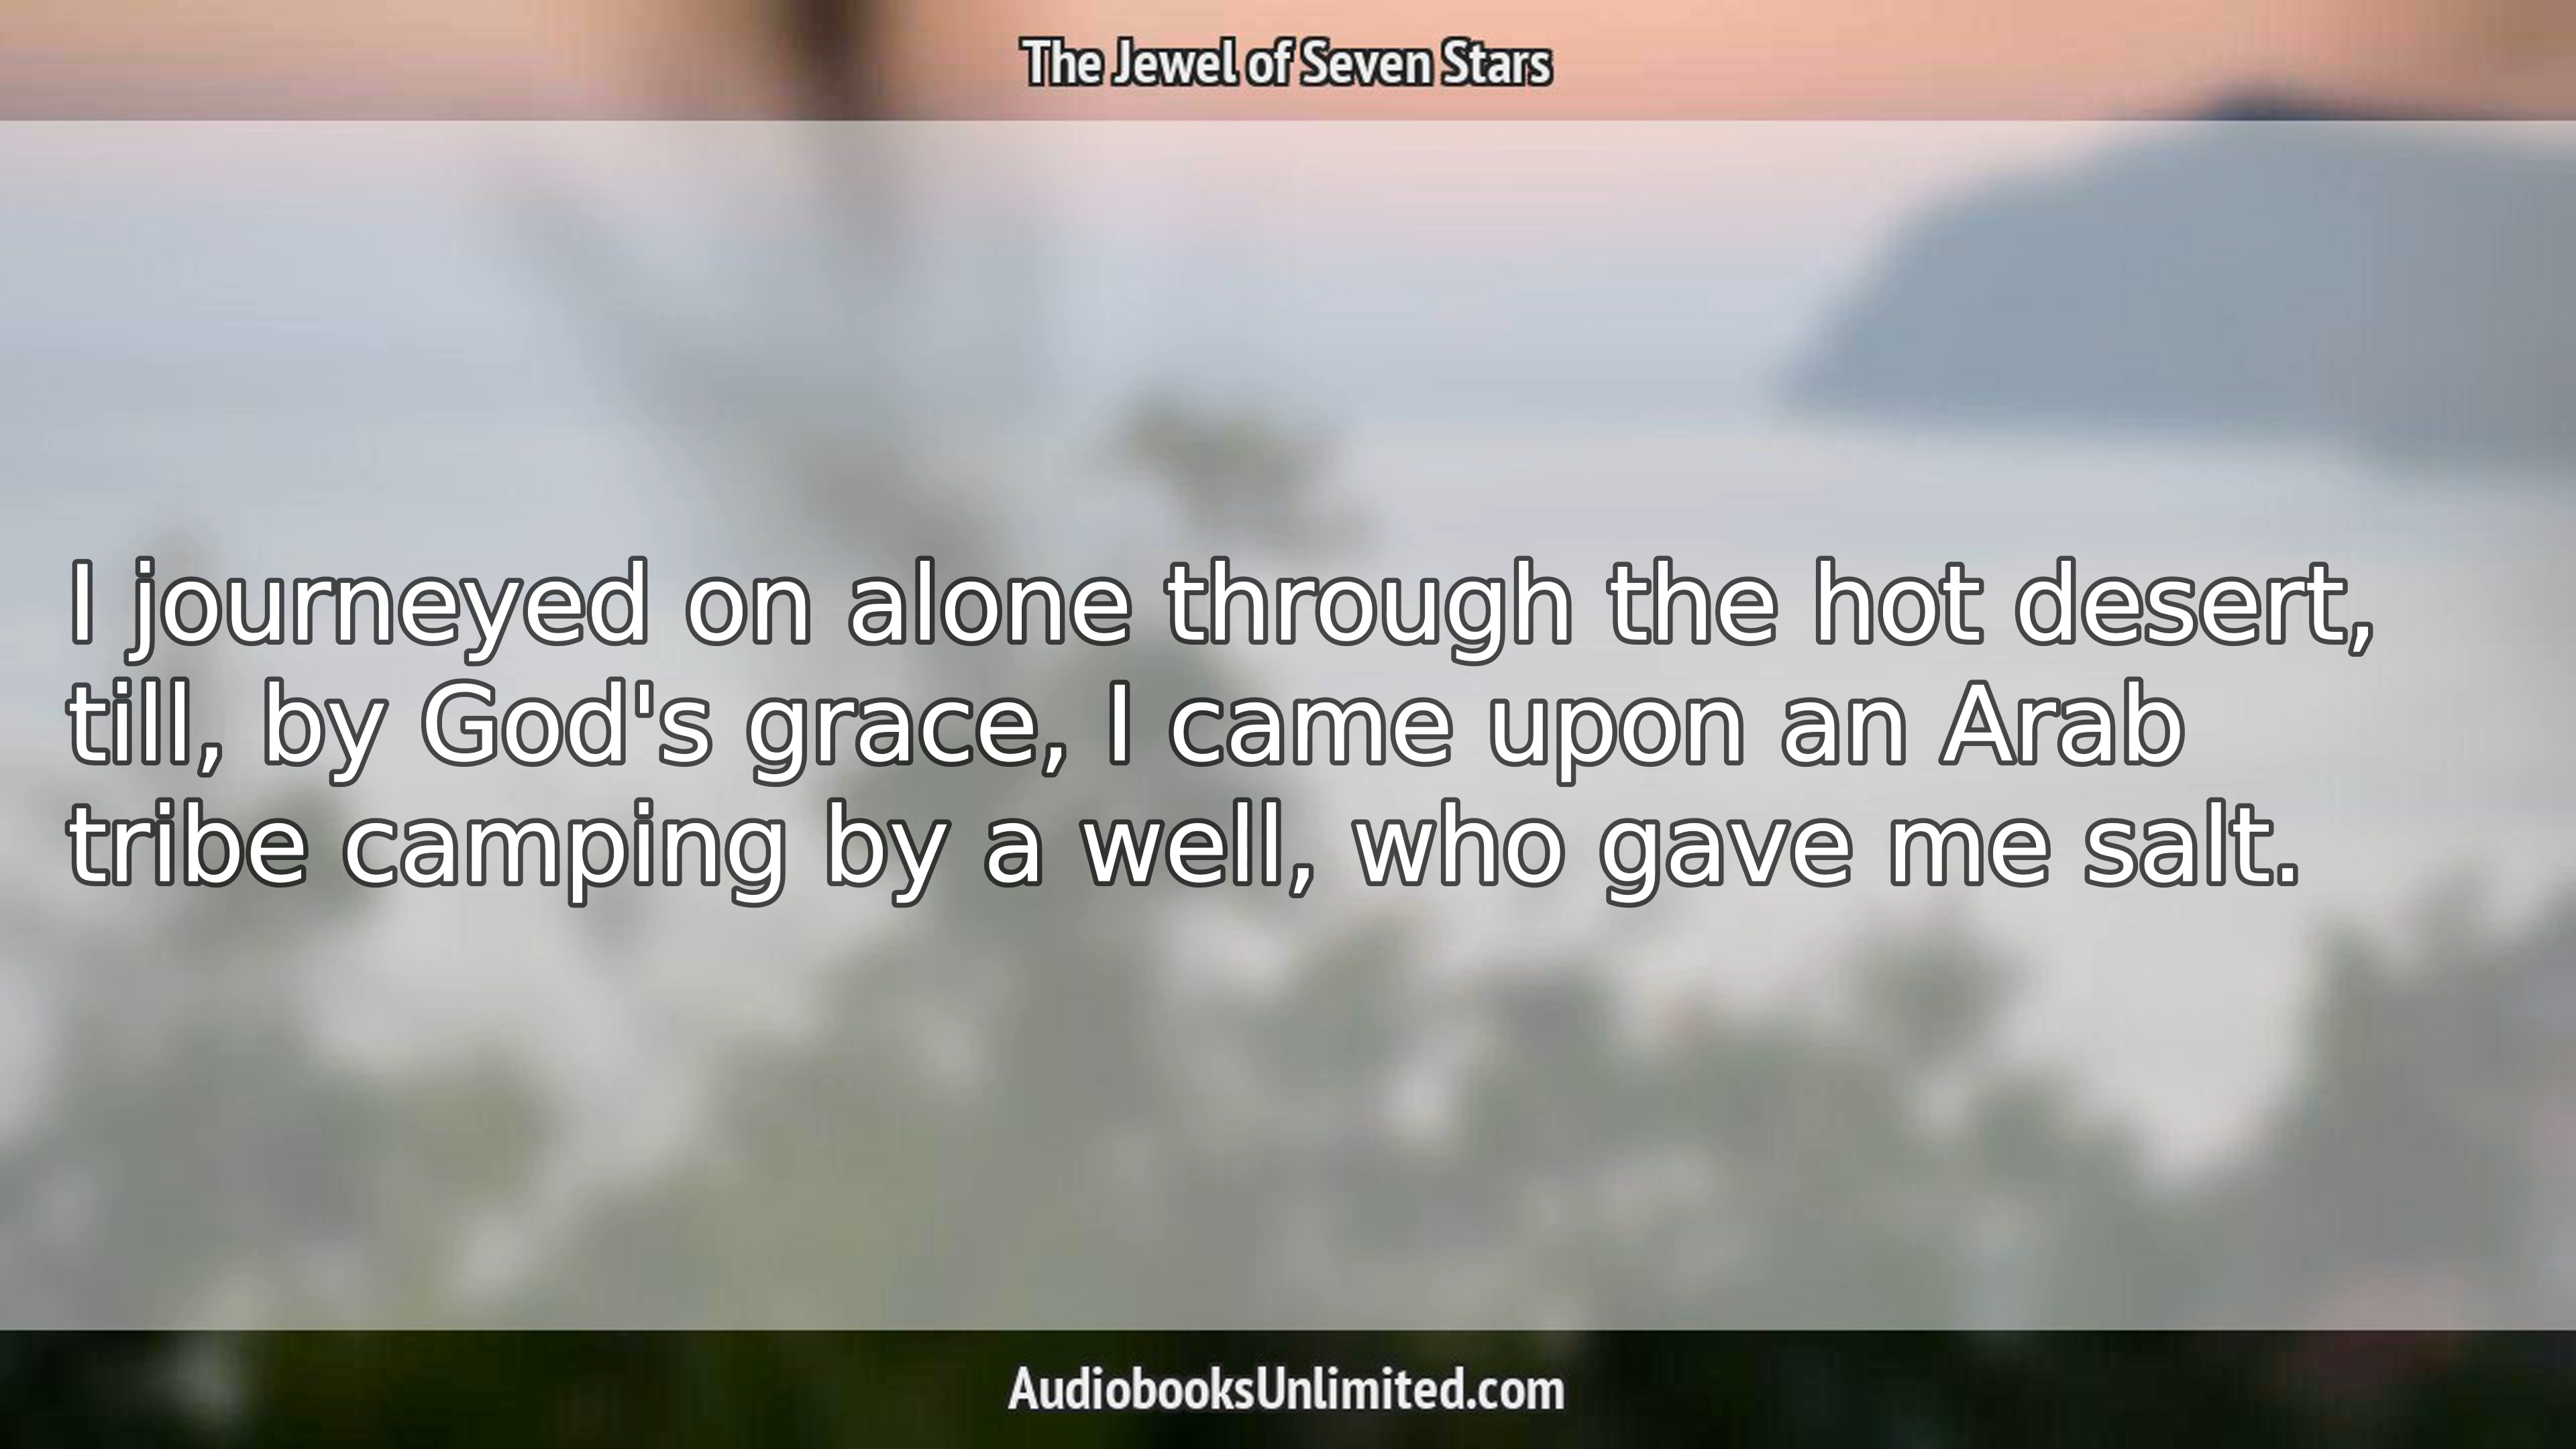 The Jewel of Seven Stars
I journeyed on alone through the hot desert,
till, by God's grace, I came upon an Arab
tribe camping by a well, who gave me salt.
AudiobooksUnlimited.com